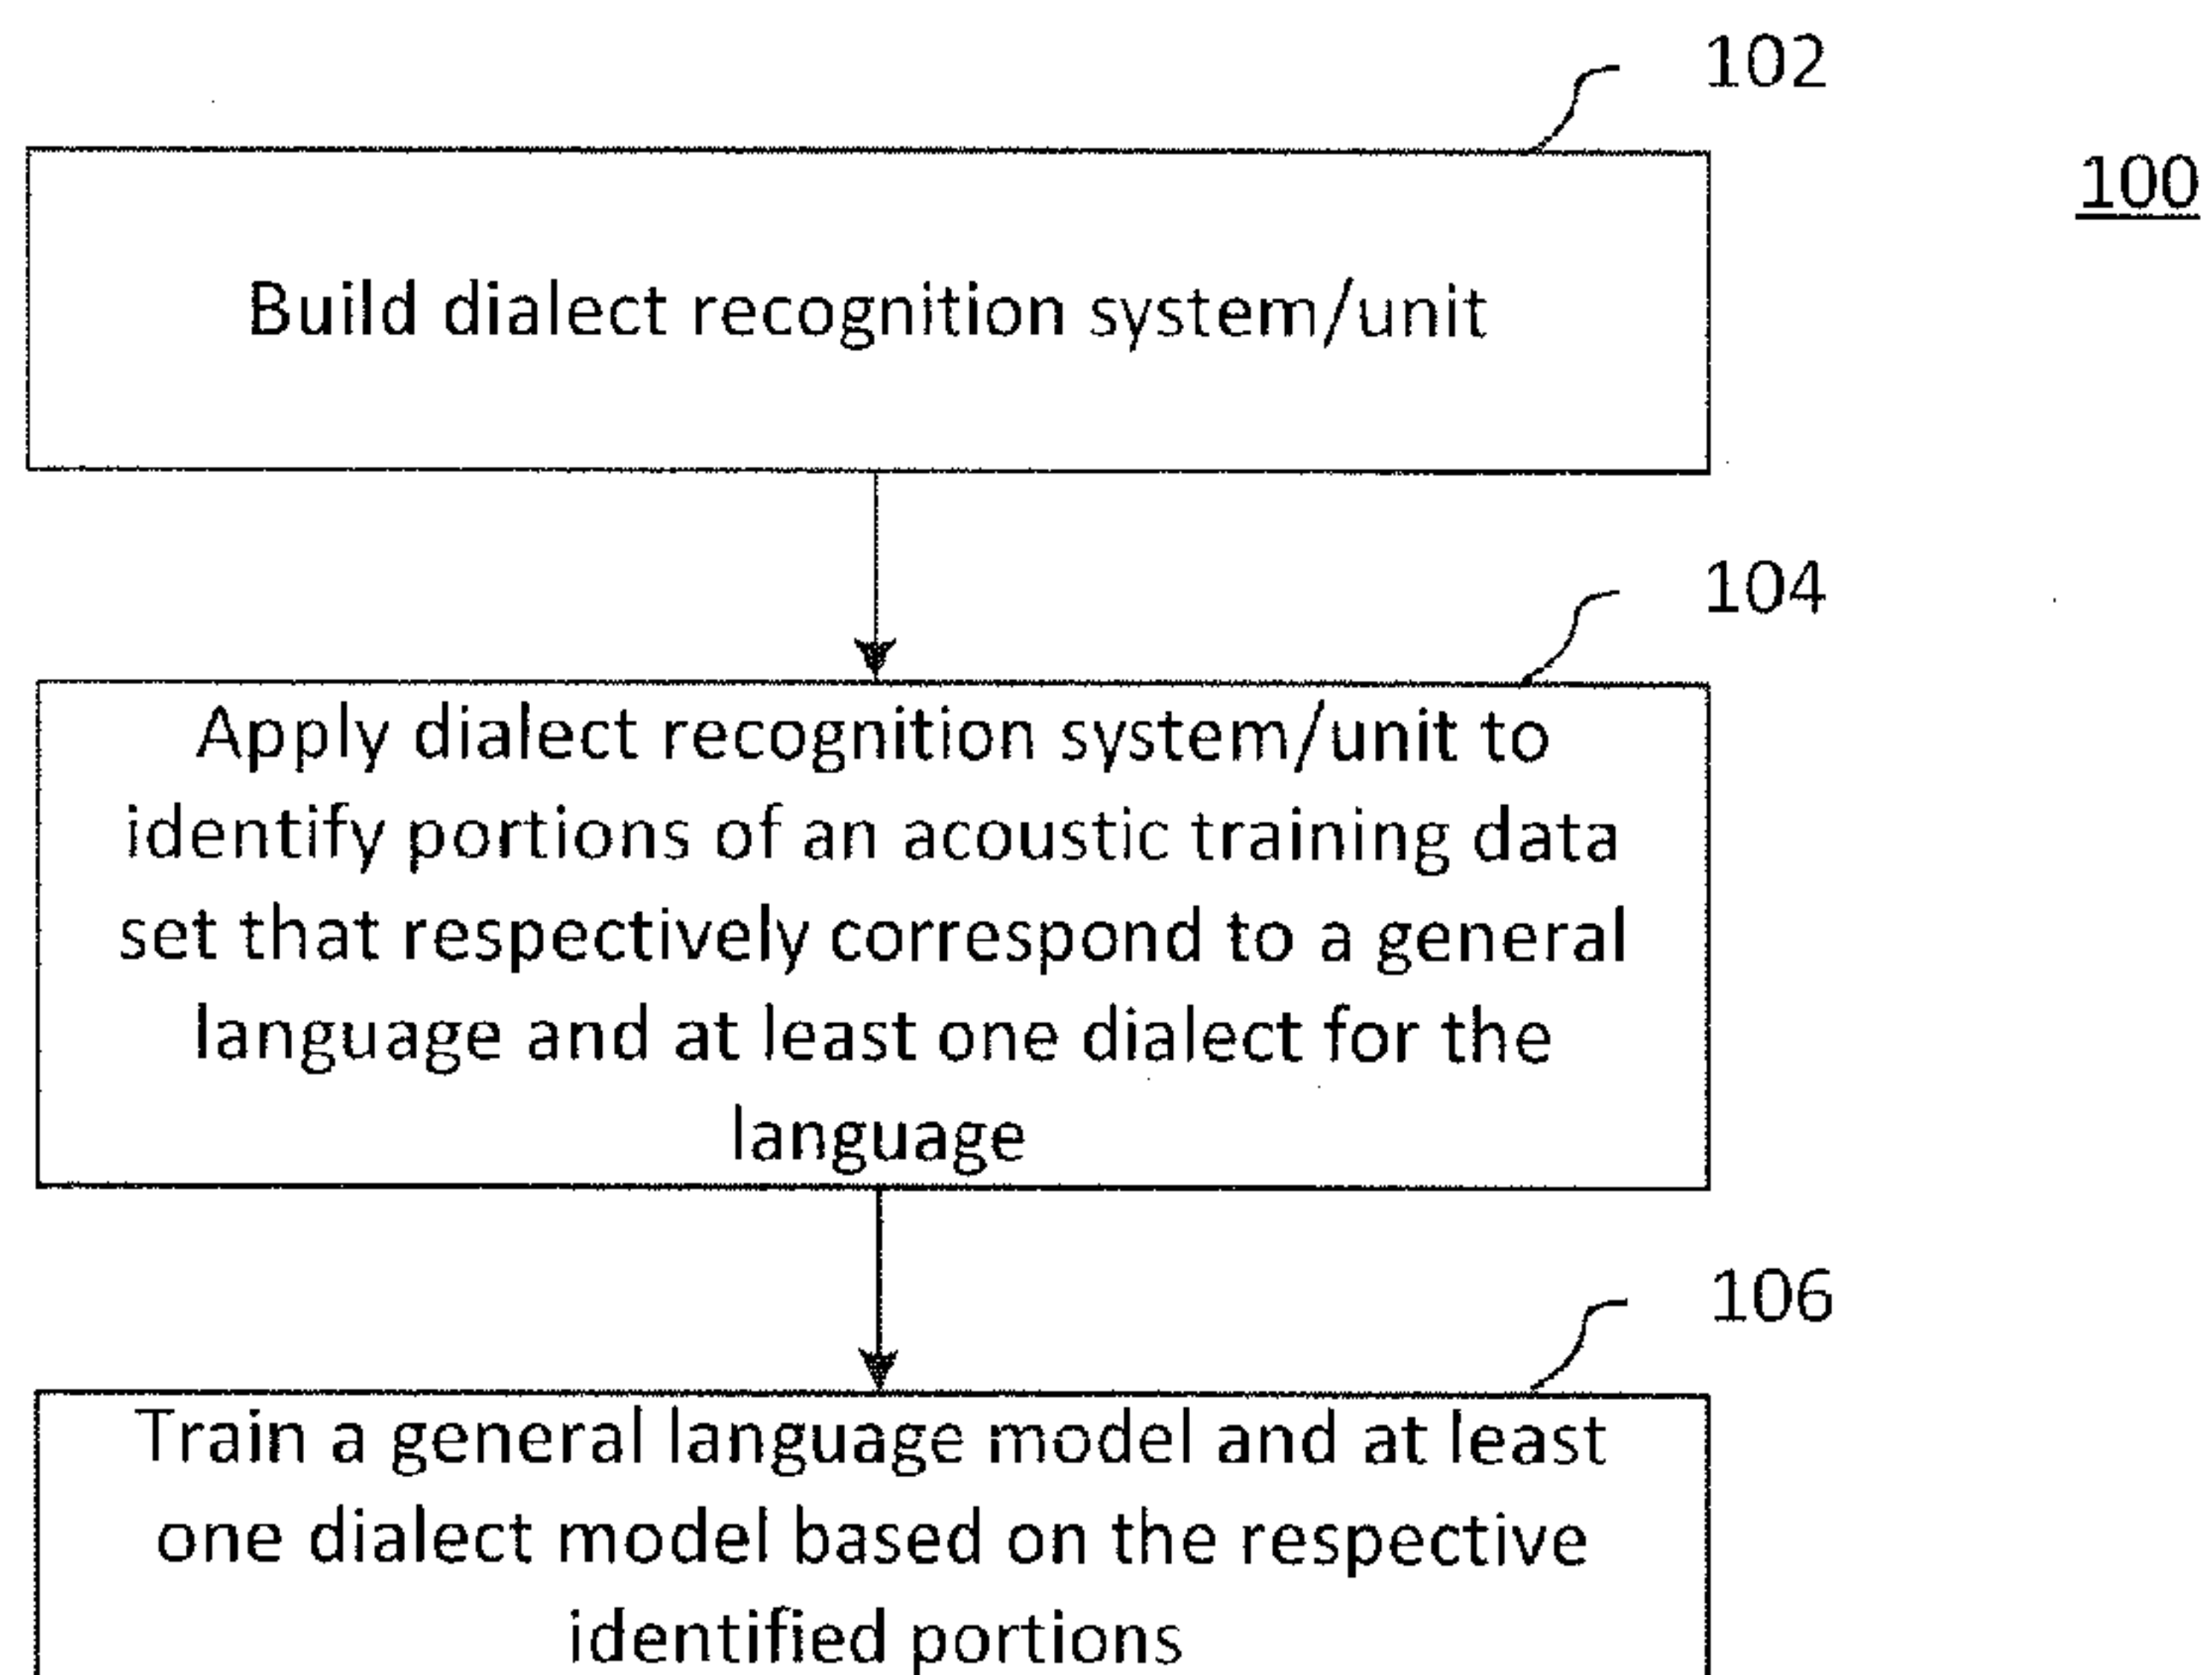 102
100
Build dialect recognition system/unit
104
Apply dialect recognition system/unit to
identify portions of an acoustic training data
set that respectively correspond to a general
language and at least one dialect for the
language
106
Train a general language model and at least
one dialect model based on the respective
identified portions